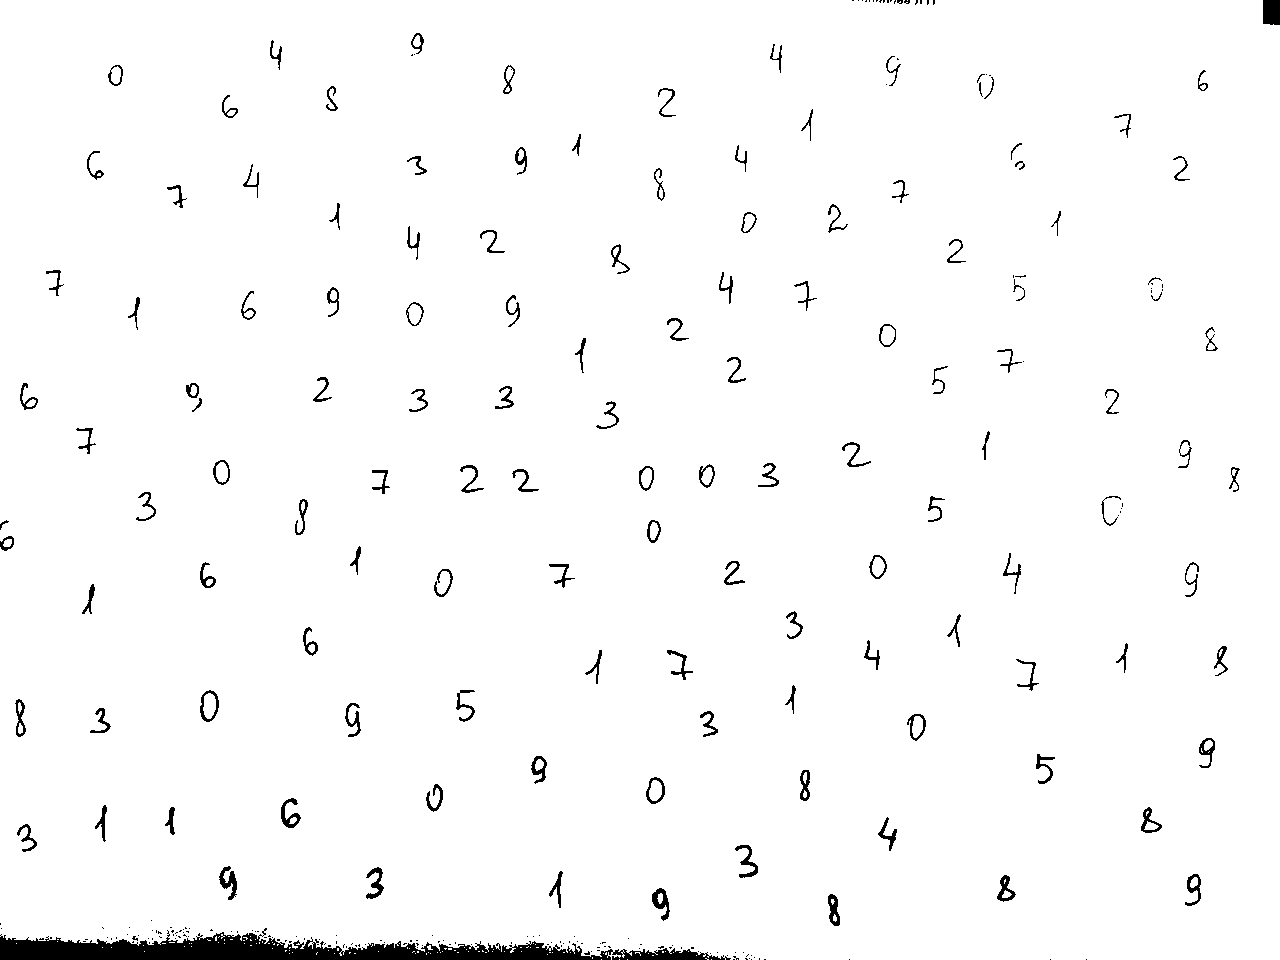 4 9 4
0 8 9 0 6
6 8 2
1 7
6 3 9 1 4 6 2
7 4 8 7
1 0 2 1
4 2 8 2
7 4 7 5 0
1 6 9 0 9
2 0 8
1 2 5 7
6 9 2 3 3 3 2
7 2 1 9
0 7 2 2 0 0 3 8
3 8 5 0
6 0
1 6 1 0 7 2 0 4 9
6 3 1
1 7 4 7 1 8
8 3 0 9 5 3 1 0
9 0 8 5 9
3 1 1 6 0 4 8
9 3 1 9 3 8 8 9